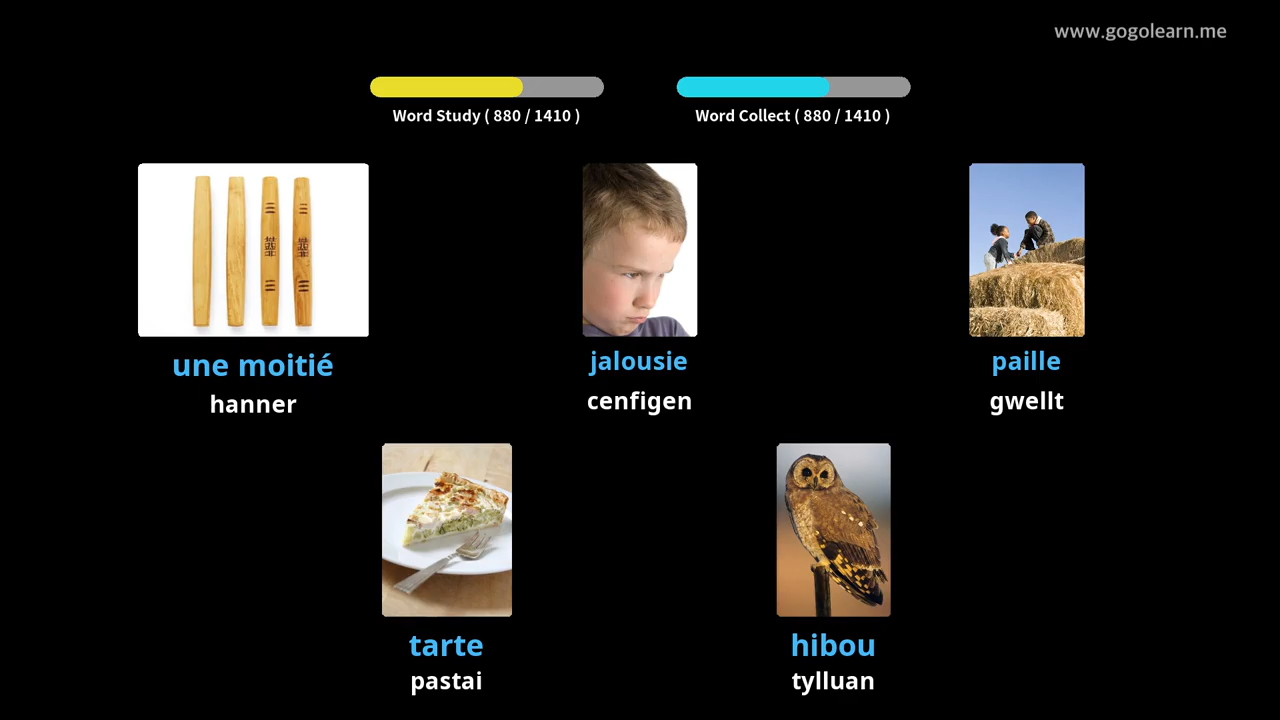 www.gogolearn.me
Word Study ( 880 / 1410 )
Word Collect ( 880 / 1410 )
une moitié
hanner
jalousie
cenfigen
paille
gwellt
tarte
pastai
hibou
tylluan